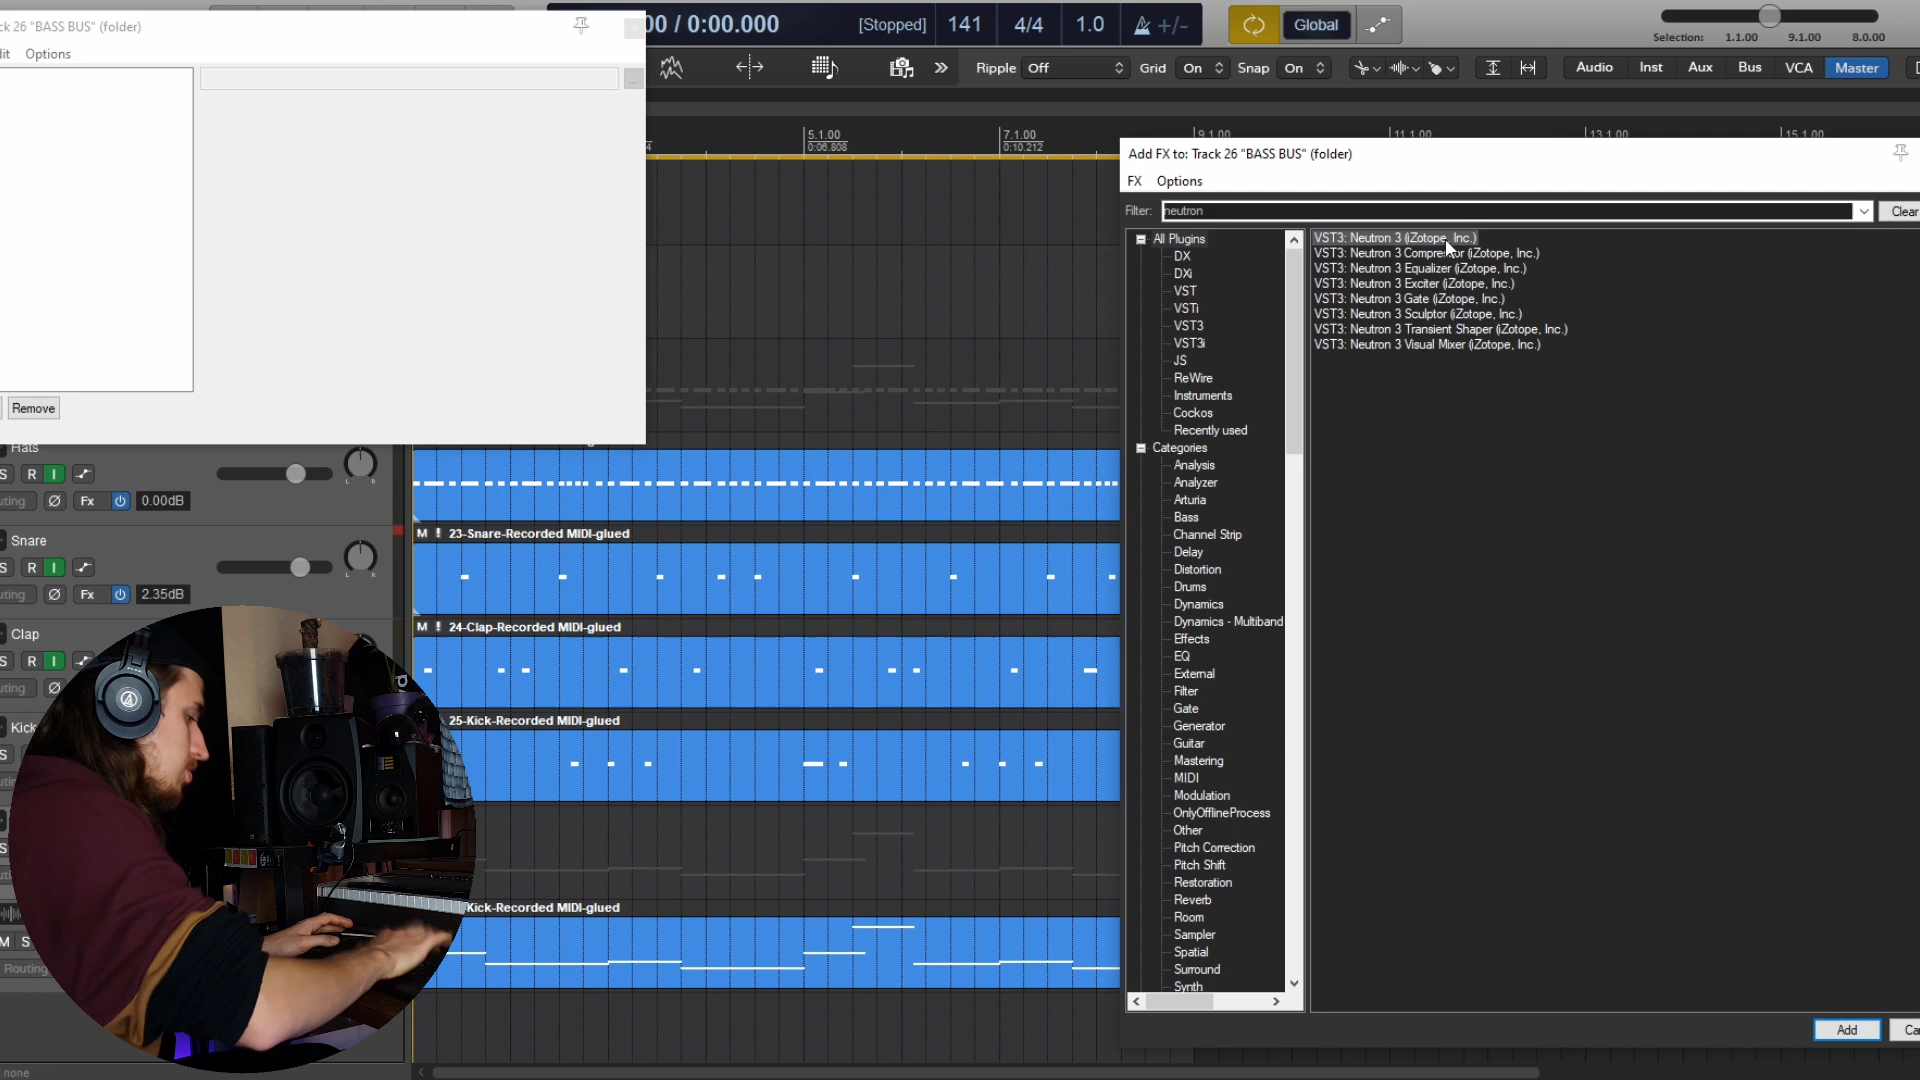 ck 26 "BASS BUS" (folder)
00 / 0:00.000
[Stopped]
141
4/4
1.0
+/-
Global
Selection: 1.1.00 9.1.00 8.0.00
dit Options
...
Ripple Off
Grid On
Snap On
Audio Inst Aux Bus VCA Master
5.1.00
0:06.808
7.1.00
0:10.212
9.1.00
11.1.00
13.1.00
15.1.00
Add FX to: Track 26 "BASS BUS" (folder)
FX Options
Filter: neutron
Clear
All Plugins
DX
DXi
VST
VSTi
VST3
VST3i
JS
ReWire
Instruments
Cockos
Recently used
Categories
Analysis
Analyzer
Arturia
Bass
Channel Strip
Delay
Distortion
Drums
Dynamics
Dynamics - Multiband
Effects
EQ
External
Filter
Gate
Generator
Guitar
Mastering
MIDI
Modulation
OnlyOfflineProcess
Other
Pitch Correction
Pitch Shift
Restoration
Reverb
Room
Sampler
Spatial
Surround
Synth
VST3: Neutron 3 (iZotope, Inc.)
VST3: Neutron 3 Compressor (iZotope, Inc.)
VST3: Neutron 3 Equalizer (iZotope, Inc.)
VST3: Neutron 3 Exciter (iZotope, Inc.)
VST3: Neutron 3 Gate (iZotope, Inc.)
VST3: Neutron 3 Sculptor (iZotope, Inc.)
VST3: Neutron 3 Transient Shaper (iZotope, Inc.)
VST3: Neutron 3 Visual Mixer (iZotope, Inc.)
Add
Can
Remove
Hats
S R I
L R
uting Ø Fx 0.00dB
M ! 23-Snare-Recorded MIDI-glued
Snare
S R I
L R
uting Ø Fx 2.35dB
M ! 24-Clap-Recorded MIDI-glued
Clap
S R I
uting Ø
25-Kick-Recorded MIDI-glued
Kick
S
Kick-Recorded MIDI-glued
M S
Routing
none